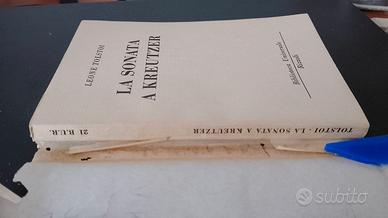 LEONE TOLSTOI
LA SONATA
A KREUTZER
Biblioteca Universale
Rizzoli
TOLSTOI - LA SONATA A KREUTZER
21 B.U.R.
subito